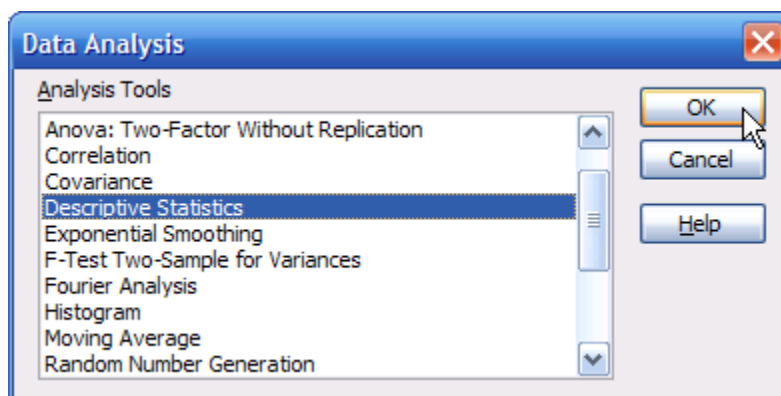 Data Analysis
Analysis Tools
Anova: Two-Factor Without Replication
Correlation
Covariance
Descriptive Statistics
Exponential Smoothing
F-Test Two-Sample for Variances
Fourier Analysis
Histogram
Moving Average
Random Number Generation
OK
Cancel
Help